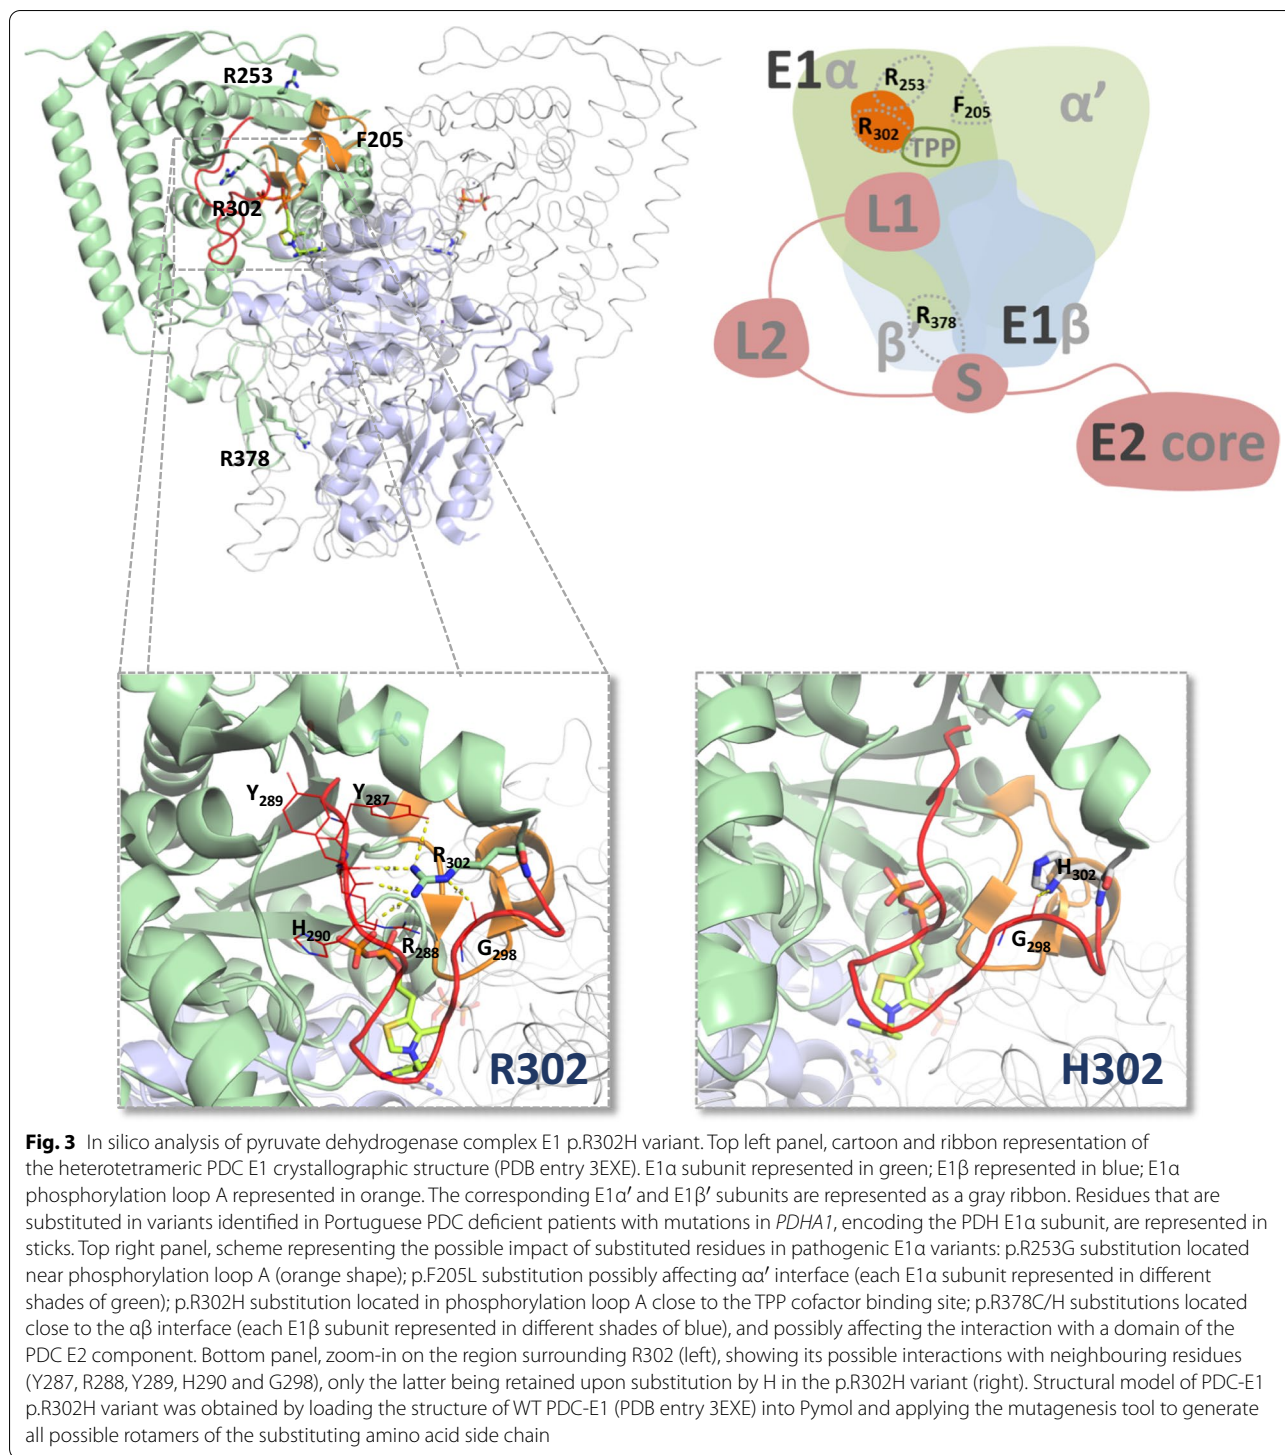 R253
F205
R302
R378
E1α
R253
F205
α’
R302
TPP
L1
R378
L2
β’
E1β
S
E2 core
Y289
Y287
R302
H290
R288
G298
R302
H302
G298
H302
Fig. 3 In silico analysis of pyruvate dehydrogenase complex E1 p.R302H variant. Top left panel, cartoon and ribbon representation of
the heterotetrameric PDC E1 crystallographic structure (PDB entry 3EXE). E1α subunit represented in green; E1β represented in blue; E1α
phosphorylation loop A represented in orange. The corresponding E1α′ and E1β′ subunits are represented as a gray ribbon. Residues that are
substituted in variants identified in Portuguese PDC deficient patients with mutations in PDHA1, encoding the PDH E1α subunit, are represented in
sticks. Top right panel, scheme representing the possible impact of substituted residues in pathogenic E1α variants: p.R253G substitution located
near phosphorylation loop A (orange shape); p.F205L substitution possibly affecting αα′ interface (each E1α subunit represented in different
shades of green); p.R302H substitution located in phosphorylation loop A close to the TPP cofactor binding site; p.R378C/H substitutions located
close to the αβ interface (each E1β subunit represented in different shades of blue), and possibly affecting the interaction with a domain of the
PDC E2 component. Bottom panel, zoom-in on the region surrounding R302 (left), showing its possible interactions with neighbouring residues
(Y287, R288, Y289, H290 and G298), only the latter being retained upon substitution by H in the p.R302H variant (right). Structural model of PDC-E1
p.R302H variant was obtained by loading the structure of WT PDC-E1 (PDB entry 3EXE) into Pymol and applying the mutagenesis tool to generate
all possible rotamers of the substituting amino acid side chain